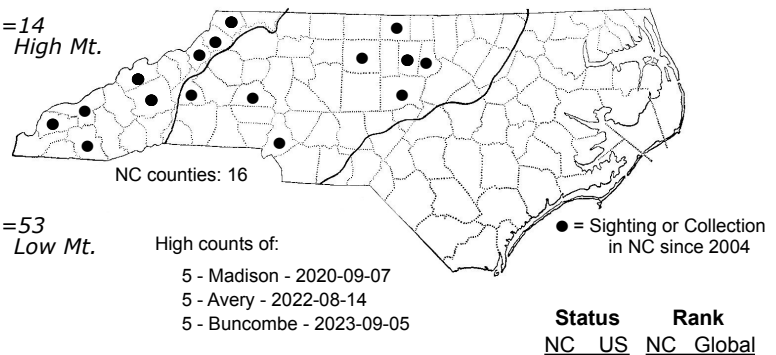 =14
High Mt.
NC counties: 16
=53
Low Mt.
High counts of:
5 - Madison - 2020-09-07
5 - Avery - 2022-08-14
5 - Buncombe - 2023-09-05
● = Sighting or Collection
in NC since 2004
Status Rank
NC US NC Global